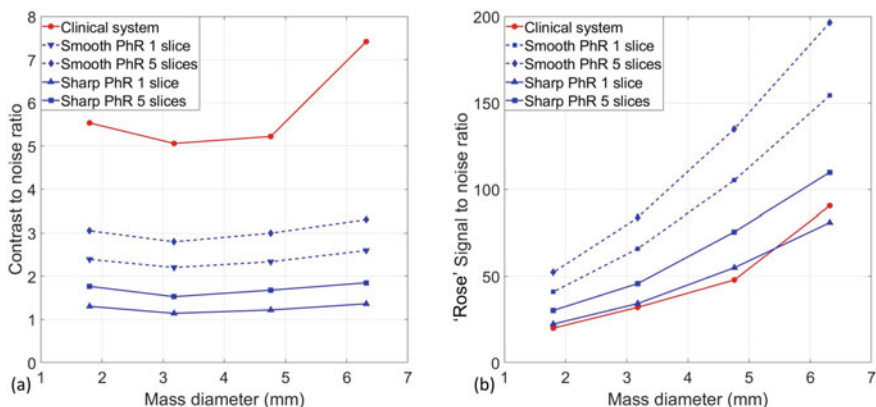 8
7
6
5
4
3
2
1
0
Contrast to noise ratio
Clinical system
Smooth PhR 1 slice
Smooth PhR 5 slices
Sharp PhR 1 slice
Sharp PhR 5 slices
1 2 3 4 5 6 7
(a) Mass diameter (mm)
200
150
100
50
0
'Rose' Signal to noise ratio
Clinical system
Smooth PhR 1 slice
Smooth PhR 5 slices
Sharp PhR 1 slice
Sharp PhR 5 slices
1 2 3 4 5 6 7
(b) Mass diameter (mm)